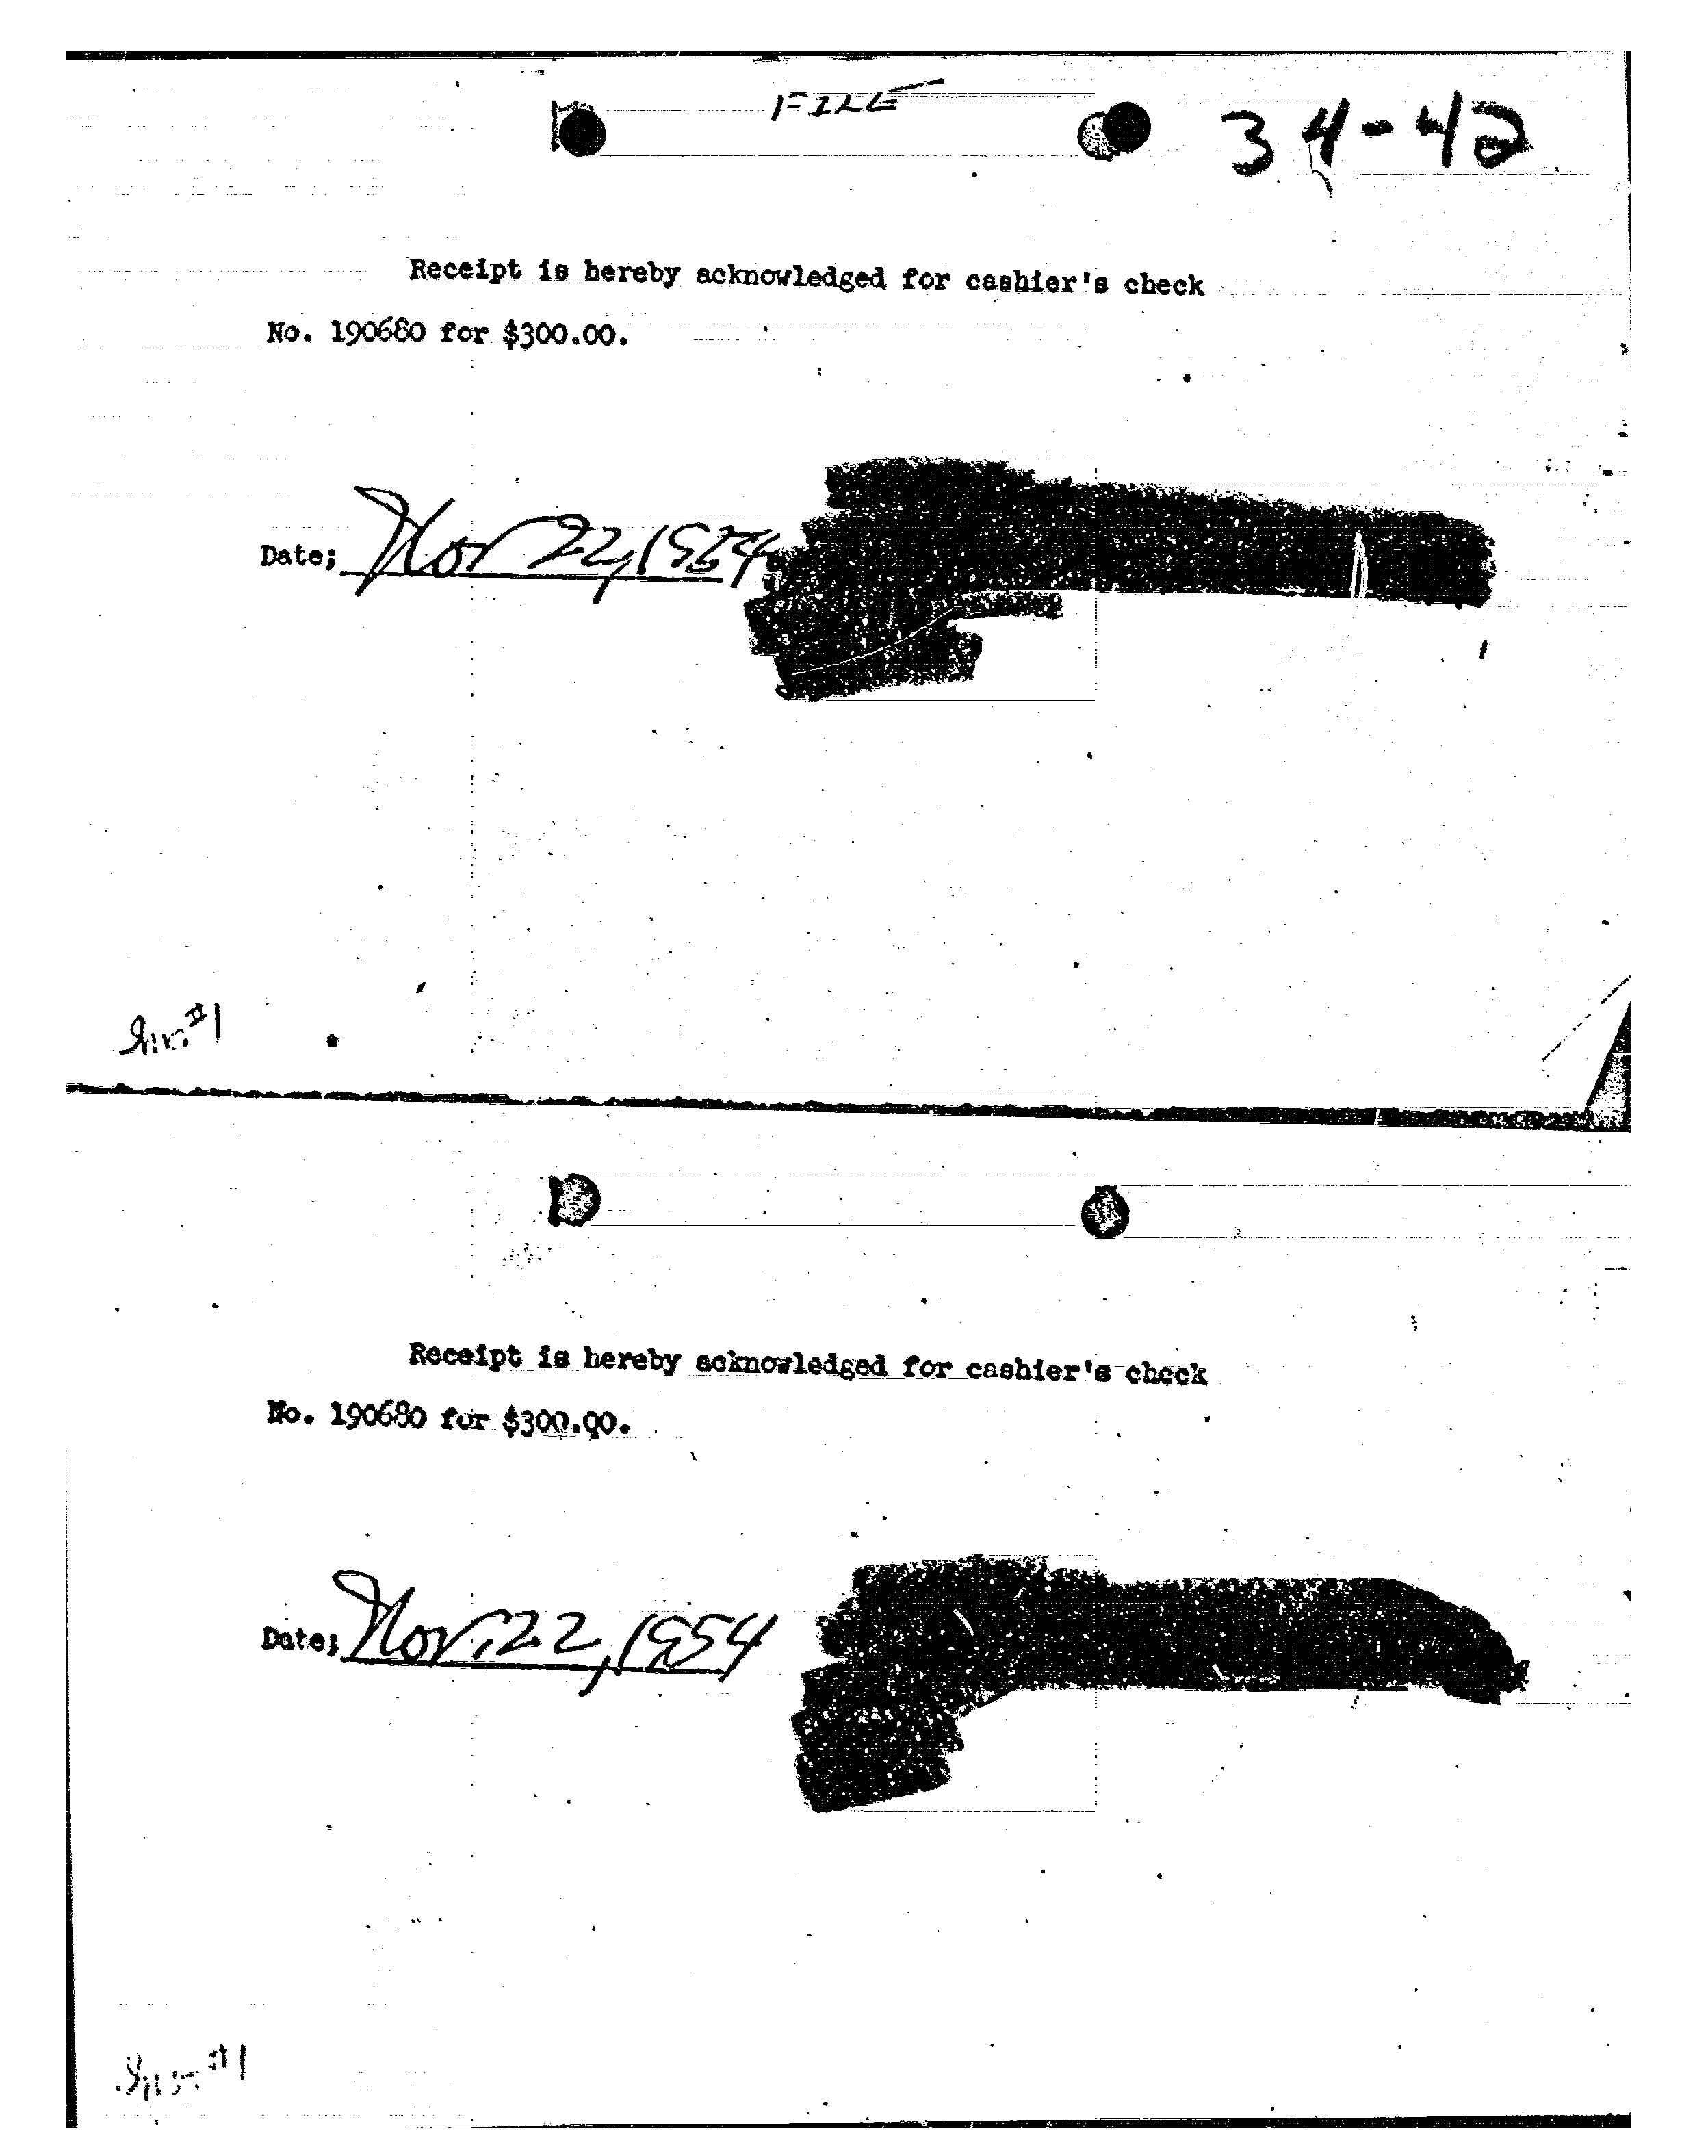 FILE
34-42
Receipt is hereby acknowledged for cashier's check
No. 190680 for $300.00.
Date; Nov 22, 1954
Inv. #1
Receipt is hereby acknowledged for cashier's check
No. 190680 for $300.00.
Date; Nov. 22, 1954
Inv. #1